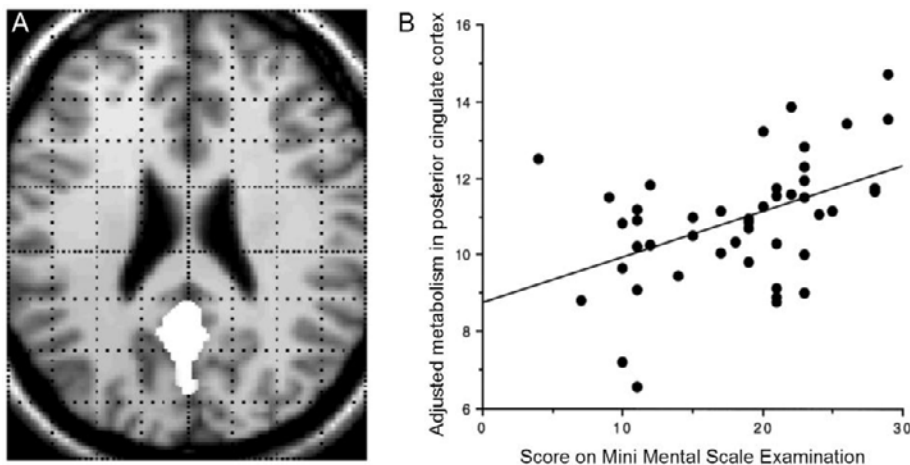 A
B
Adjusted metabolism in posterior cingulate cortex
16
14
12
10
8
6
0
10
20
30
Score on Mini Mental Scale Examination